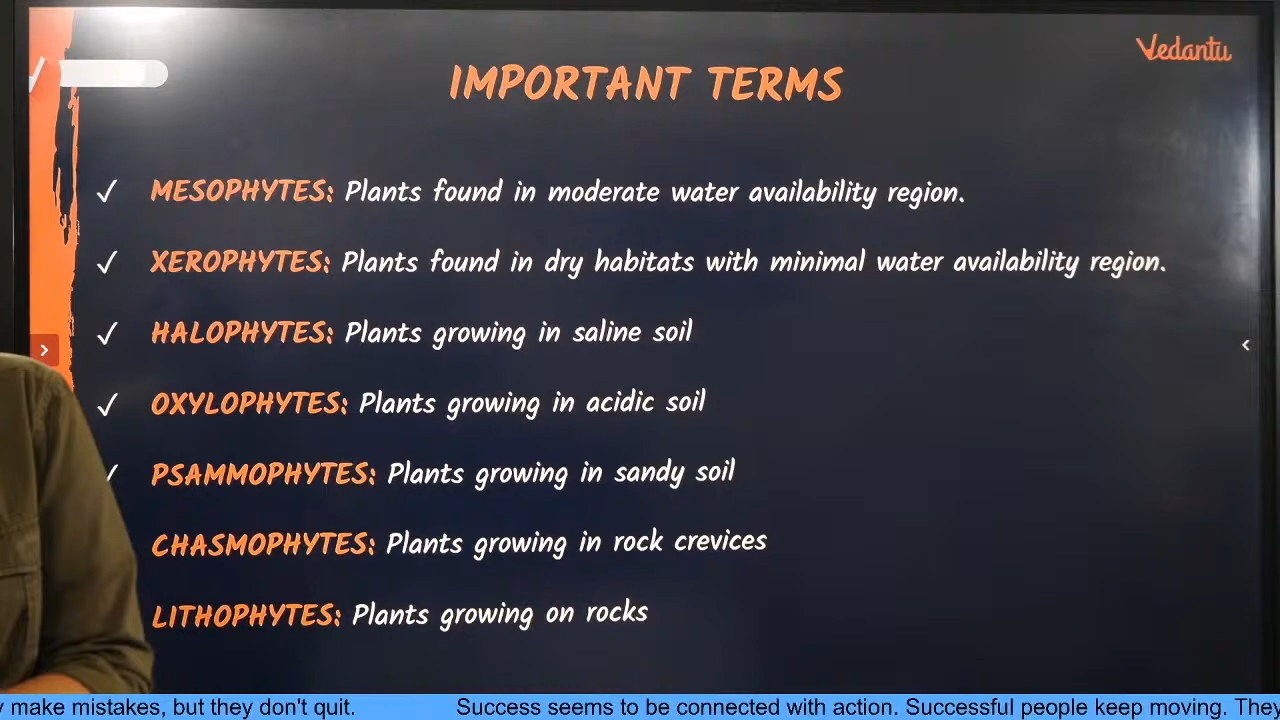 Vedantu
IMPORTANT TERMS
✓ MESOPHYTES: Plants found in moderate water availability region.
✓ XEROPHYTES: Plants found in dry habitats with minimal water availability region.
✓ HALOPHYTES: Plants growing in saline soil
✓ OXYLOPHYTES: Plants growing in acidic soil
✓ PSAMMOPHYTES: Plants growing in sandy soil
CHASMOPHYTES: Plants growing in rock crevices
LITHOPHYTES: Plants growing on rocks
y make mistakes, but they don't quit. Success seems to be connected with action. Successful people keep moving. They